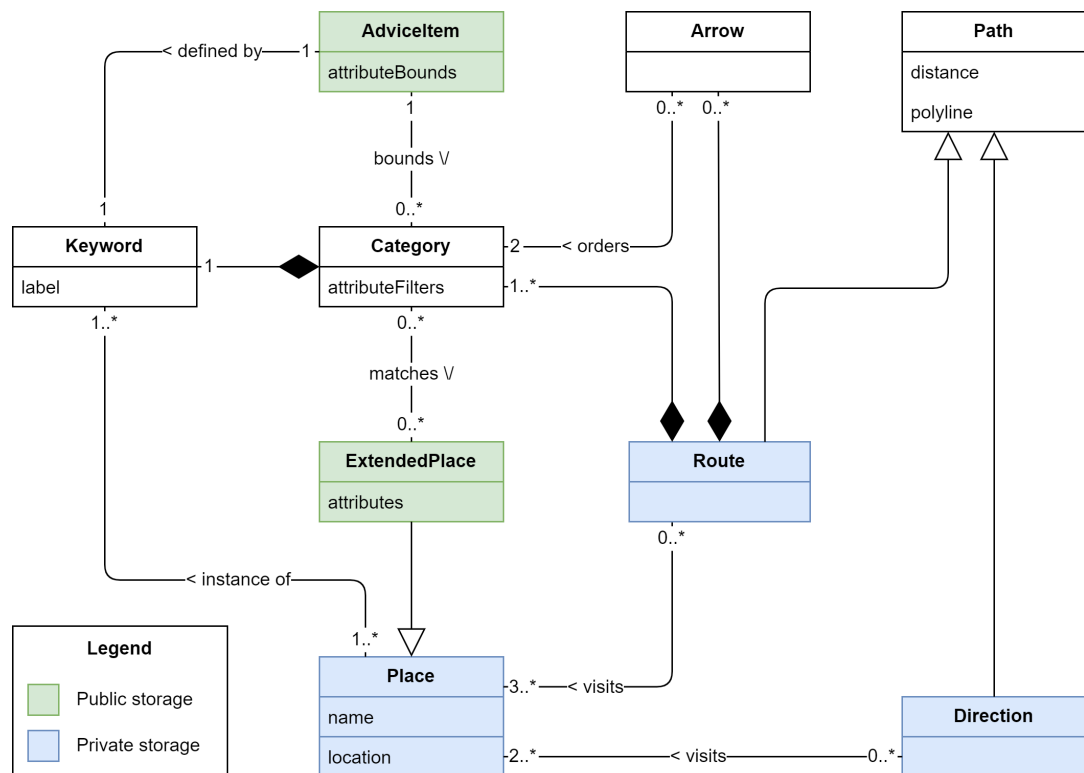 AdviceItem
Arrow
Path
< defined by
1
attributeBounds
distance
1
0..*
0..*
polyline
bounds \/
1
0..*
Keyword
Category
2
< orders
1
label
attributeFilters
1..*
1..*
0..*
matches \/
0..*
ExtendedPlace
Route
attributes
0..*
< instance of
1..*
Legend
Place
3..*
< visits
Public storage
name
Direction
Private storage
location
2..*
< visits
0..*